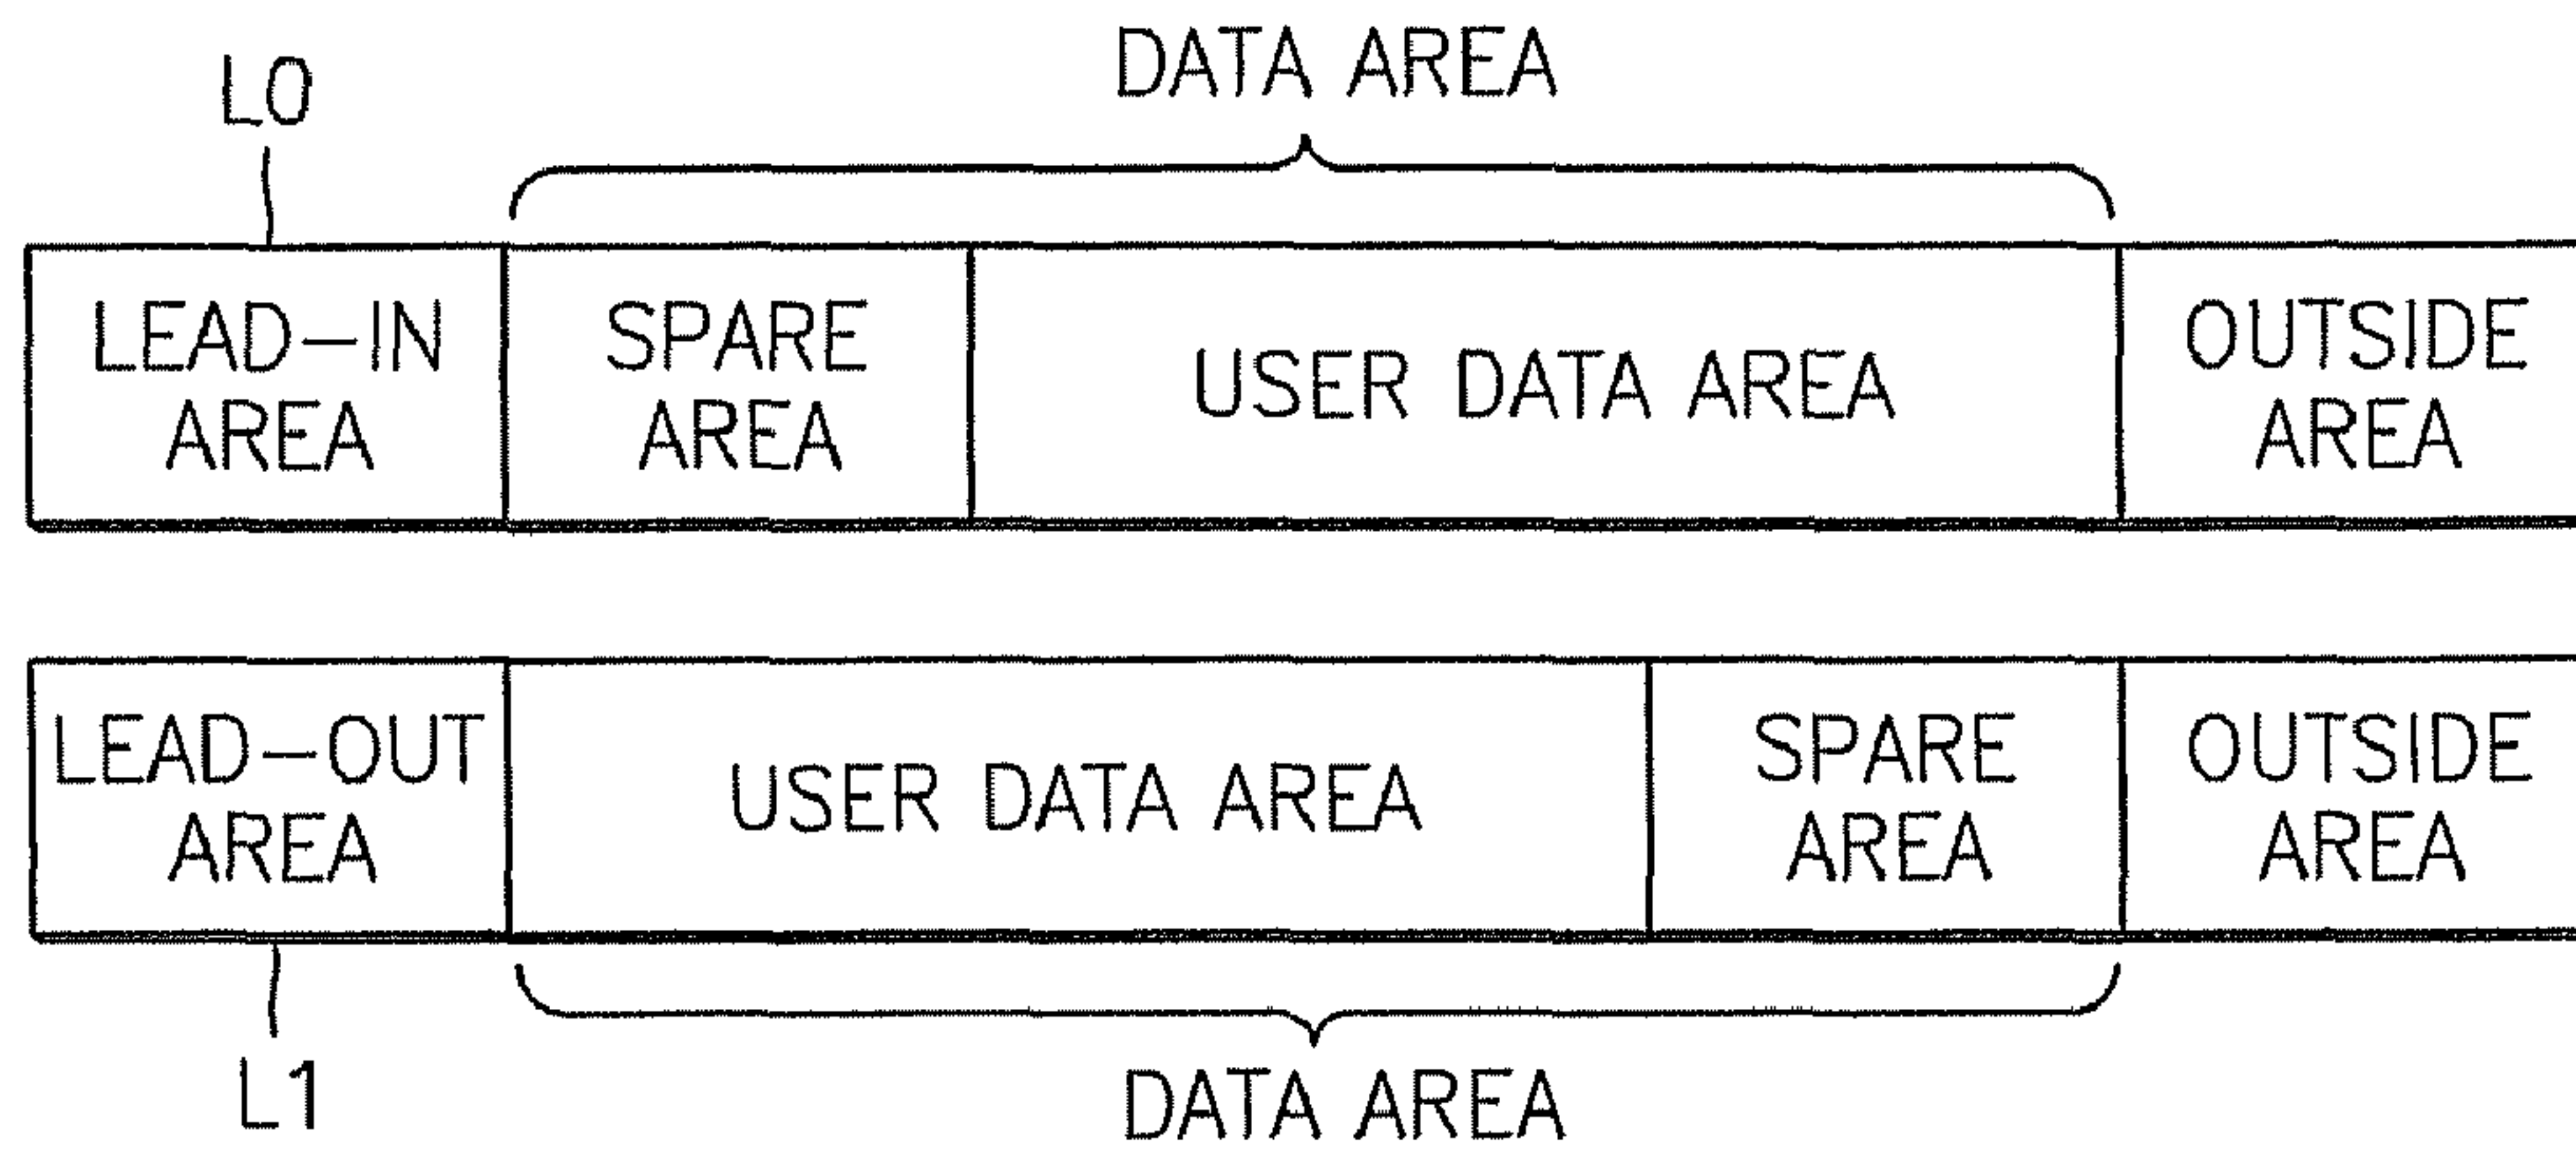 DATA AREA
L0
LEAD-IN
AREA
SPARE
AREA
USER DATA AREA
OUTSIDE
AREA
LEAD-OUT
AREA
USER DATA AREA
SPARE
AREA
OUTSIDE
AREA
L1
DATA AREA